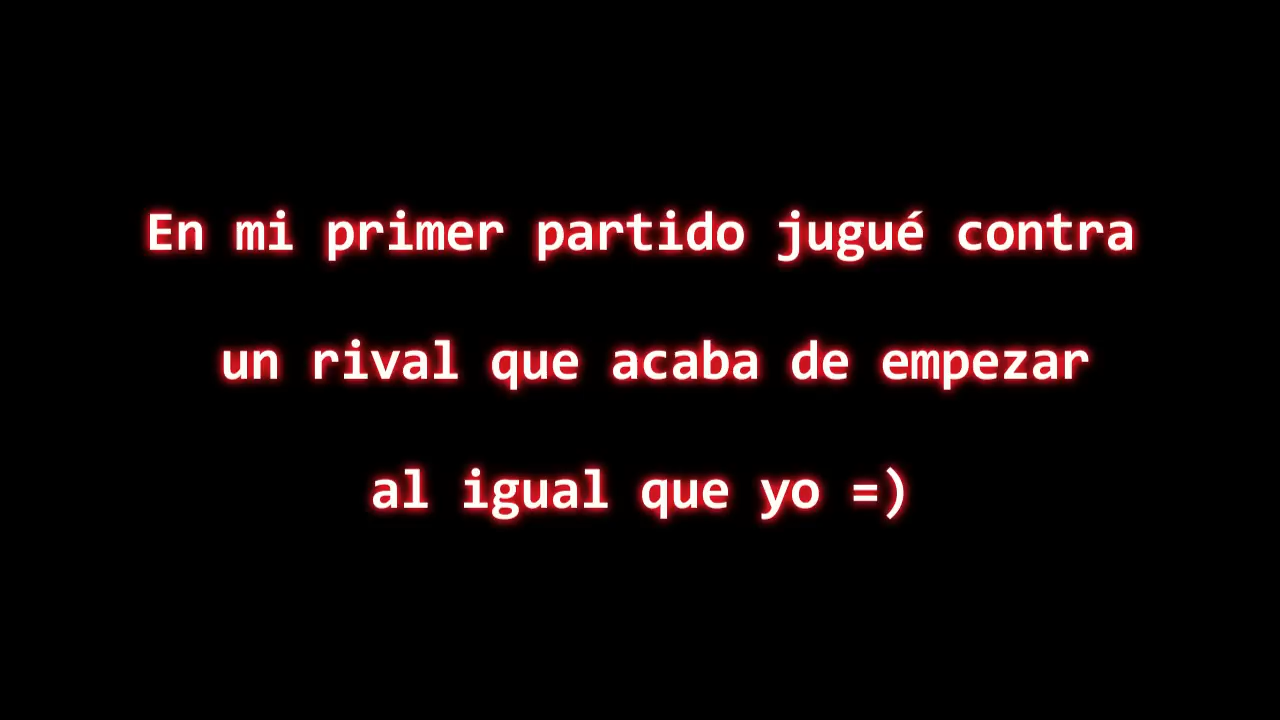 En mi primer partido jugué contra
un rival que acaba de empezar
al igual que yo =)